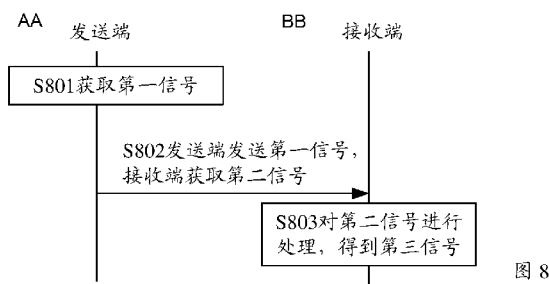 AA
发送端
BB
接收端
S801获取第一信号
S802发送端发送第一信号，
接收端获取第二信号
S803对第二信号进行
处理，得到第三信号
图 8